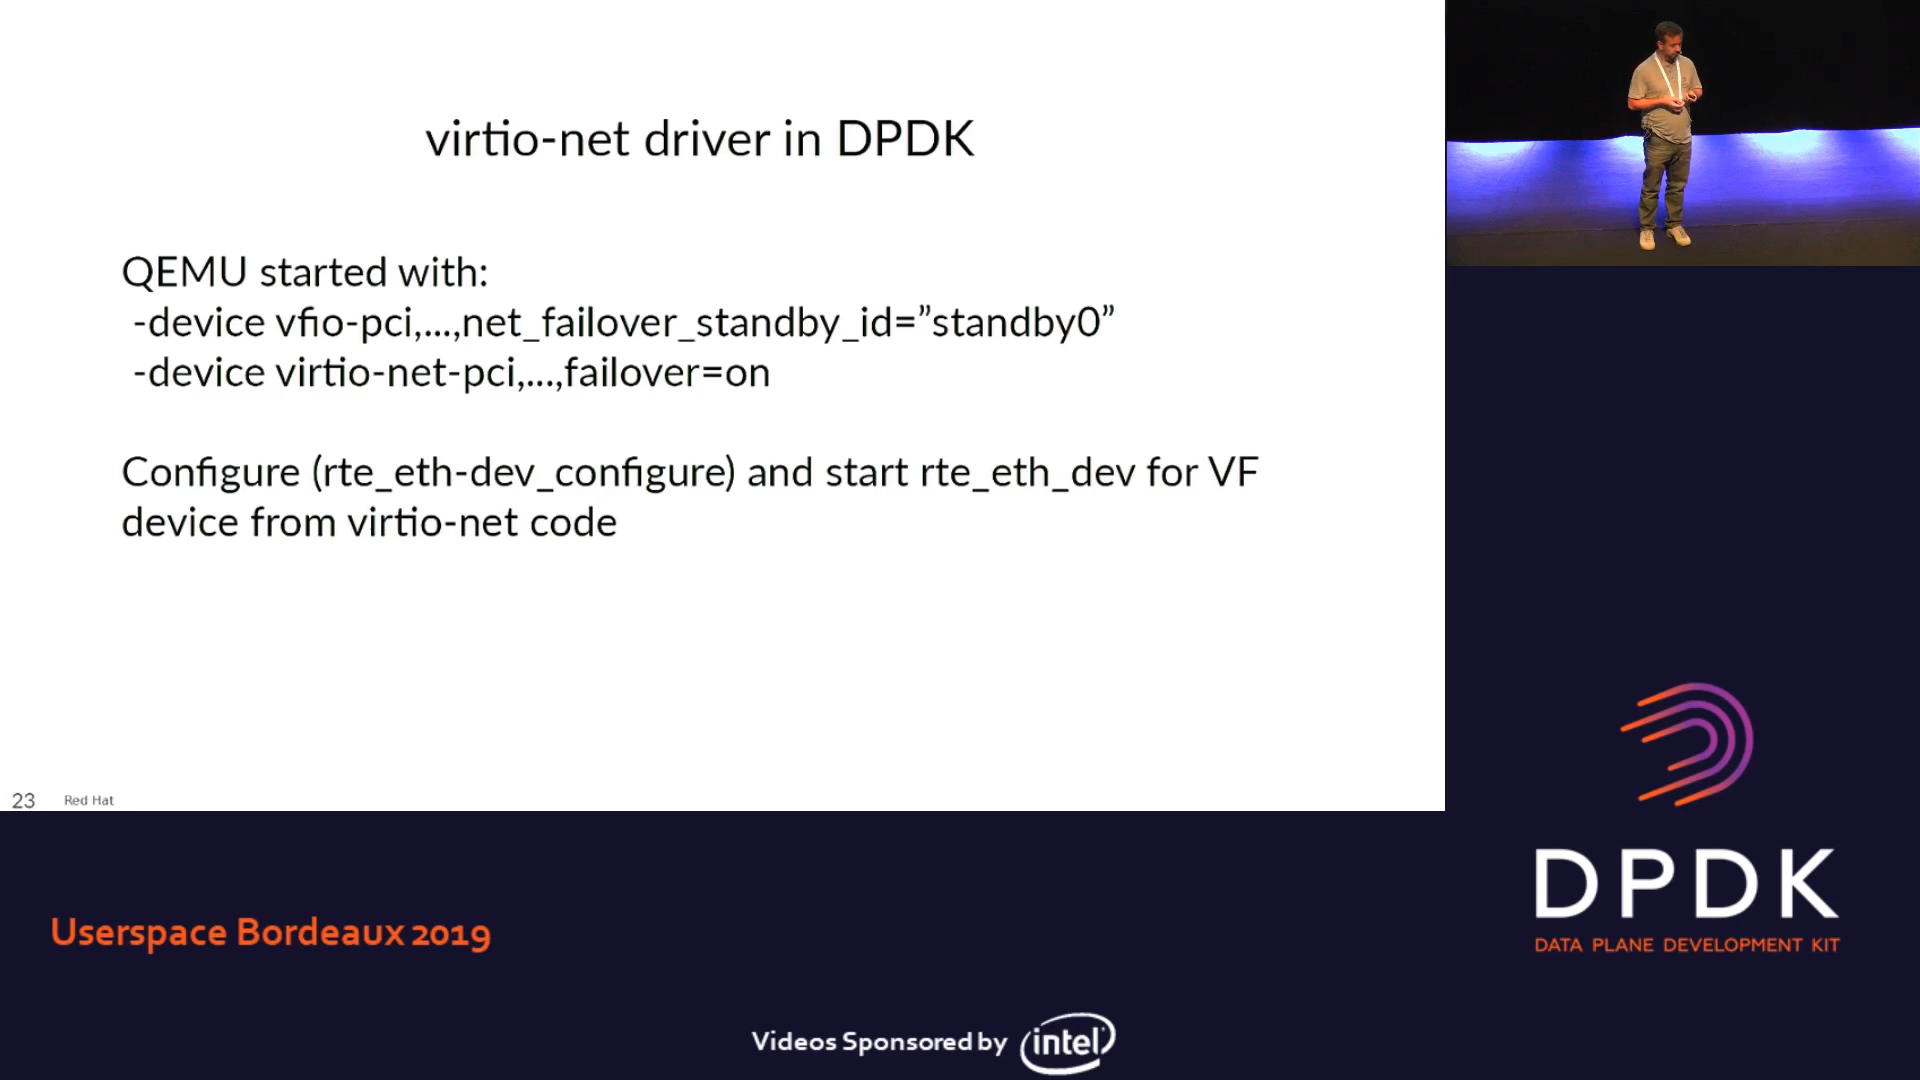 virtio-net driver in DPDK
QEMU started with:
-device vfio-pci,...,net_failover_standby_id=”standby0”
-device virtio-net-pci,...,failover=on
Configure (rte_eth-dev_configure) and start rte_eth_dev for VF
device from virtio-net code
23 Red Hat
Userspace Bordeaux 2019
DPDK
DATA PLANE DEVELOPMENT KIT
Videos Sponsored by intel